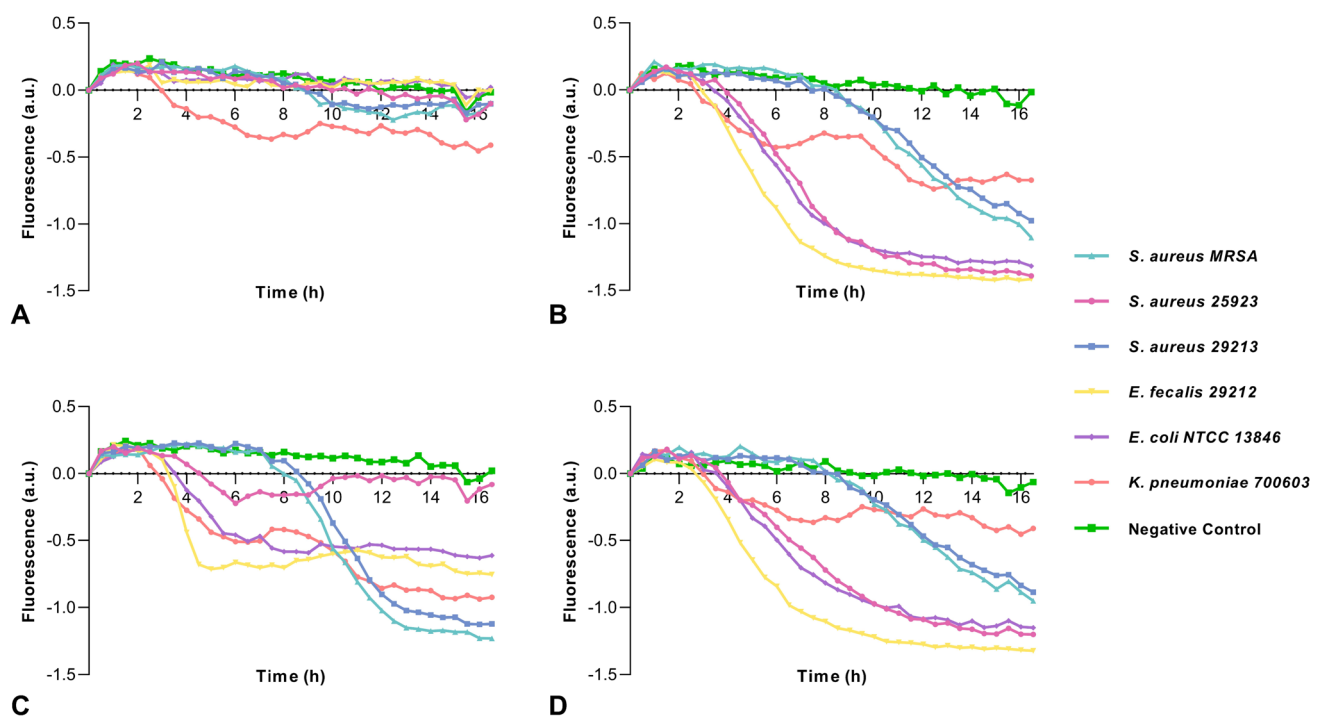 0.5
0.0
-0.5
-1.0
-1.5
Fluorescence (a.u.)
2 4 6 8 10 12 14 16
Time (h)
A
0.5
0.0
-0.5
-1.0
-1.5
Fluorescence (a.u.)
2 4 6 8 10 12 14 16
Time (h)
B
0.5
0.0
-0.5
-1.0
-1.5
Fluorescence (a.u.)
2 4 6 8 10 12 14 16
Time (h)
C
0.5
0.0
-0.5
-1.0
-1.5
Fluorescence (a.u.)
2 4 6 8 10 12 14 16
Time (h)
D
S. aureus MRSA
S. aureus 25923
S. aureus 29213
E. fecalis 29212
E. coli NTCC 13846
K. pneumoniae 700603
Negative Control